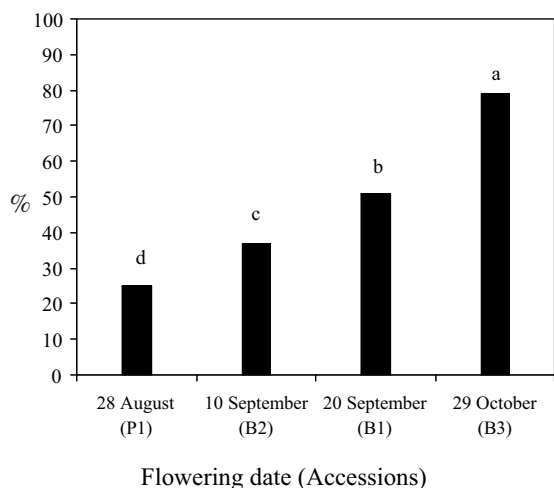 100
90
80
70
60
50
40
30
20
10
0
%
d
c
b
a
28 August
(P1)
10 September
(B2)
20 September
(B1)
29 October
(B3)
Flowering date (Accessions)